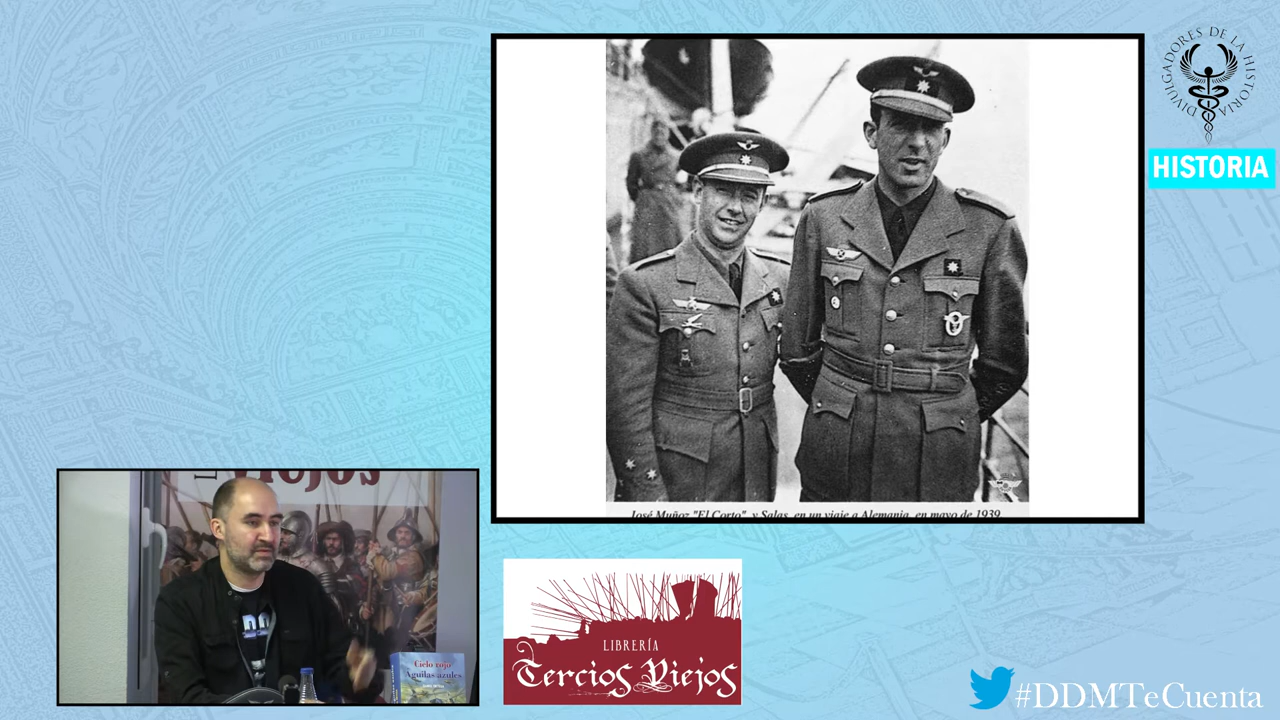 DIVULGADORES DE LA HISTORIA
HISTORIA
José Muñoz "El Corto", y Salas, en un viaje a Alemania, en mayo de 1939
Viejos
Cielo rojo
Águilas azules
LIBRERÍA
Tercios Viejos
#DDMTeCuenta